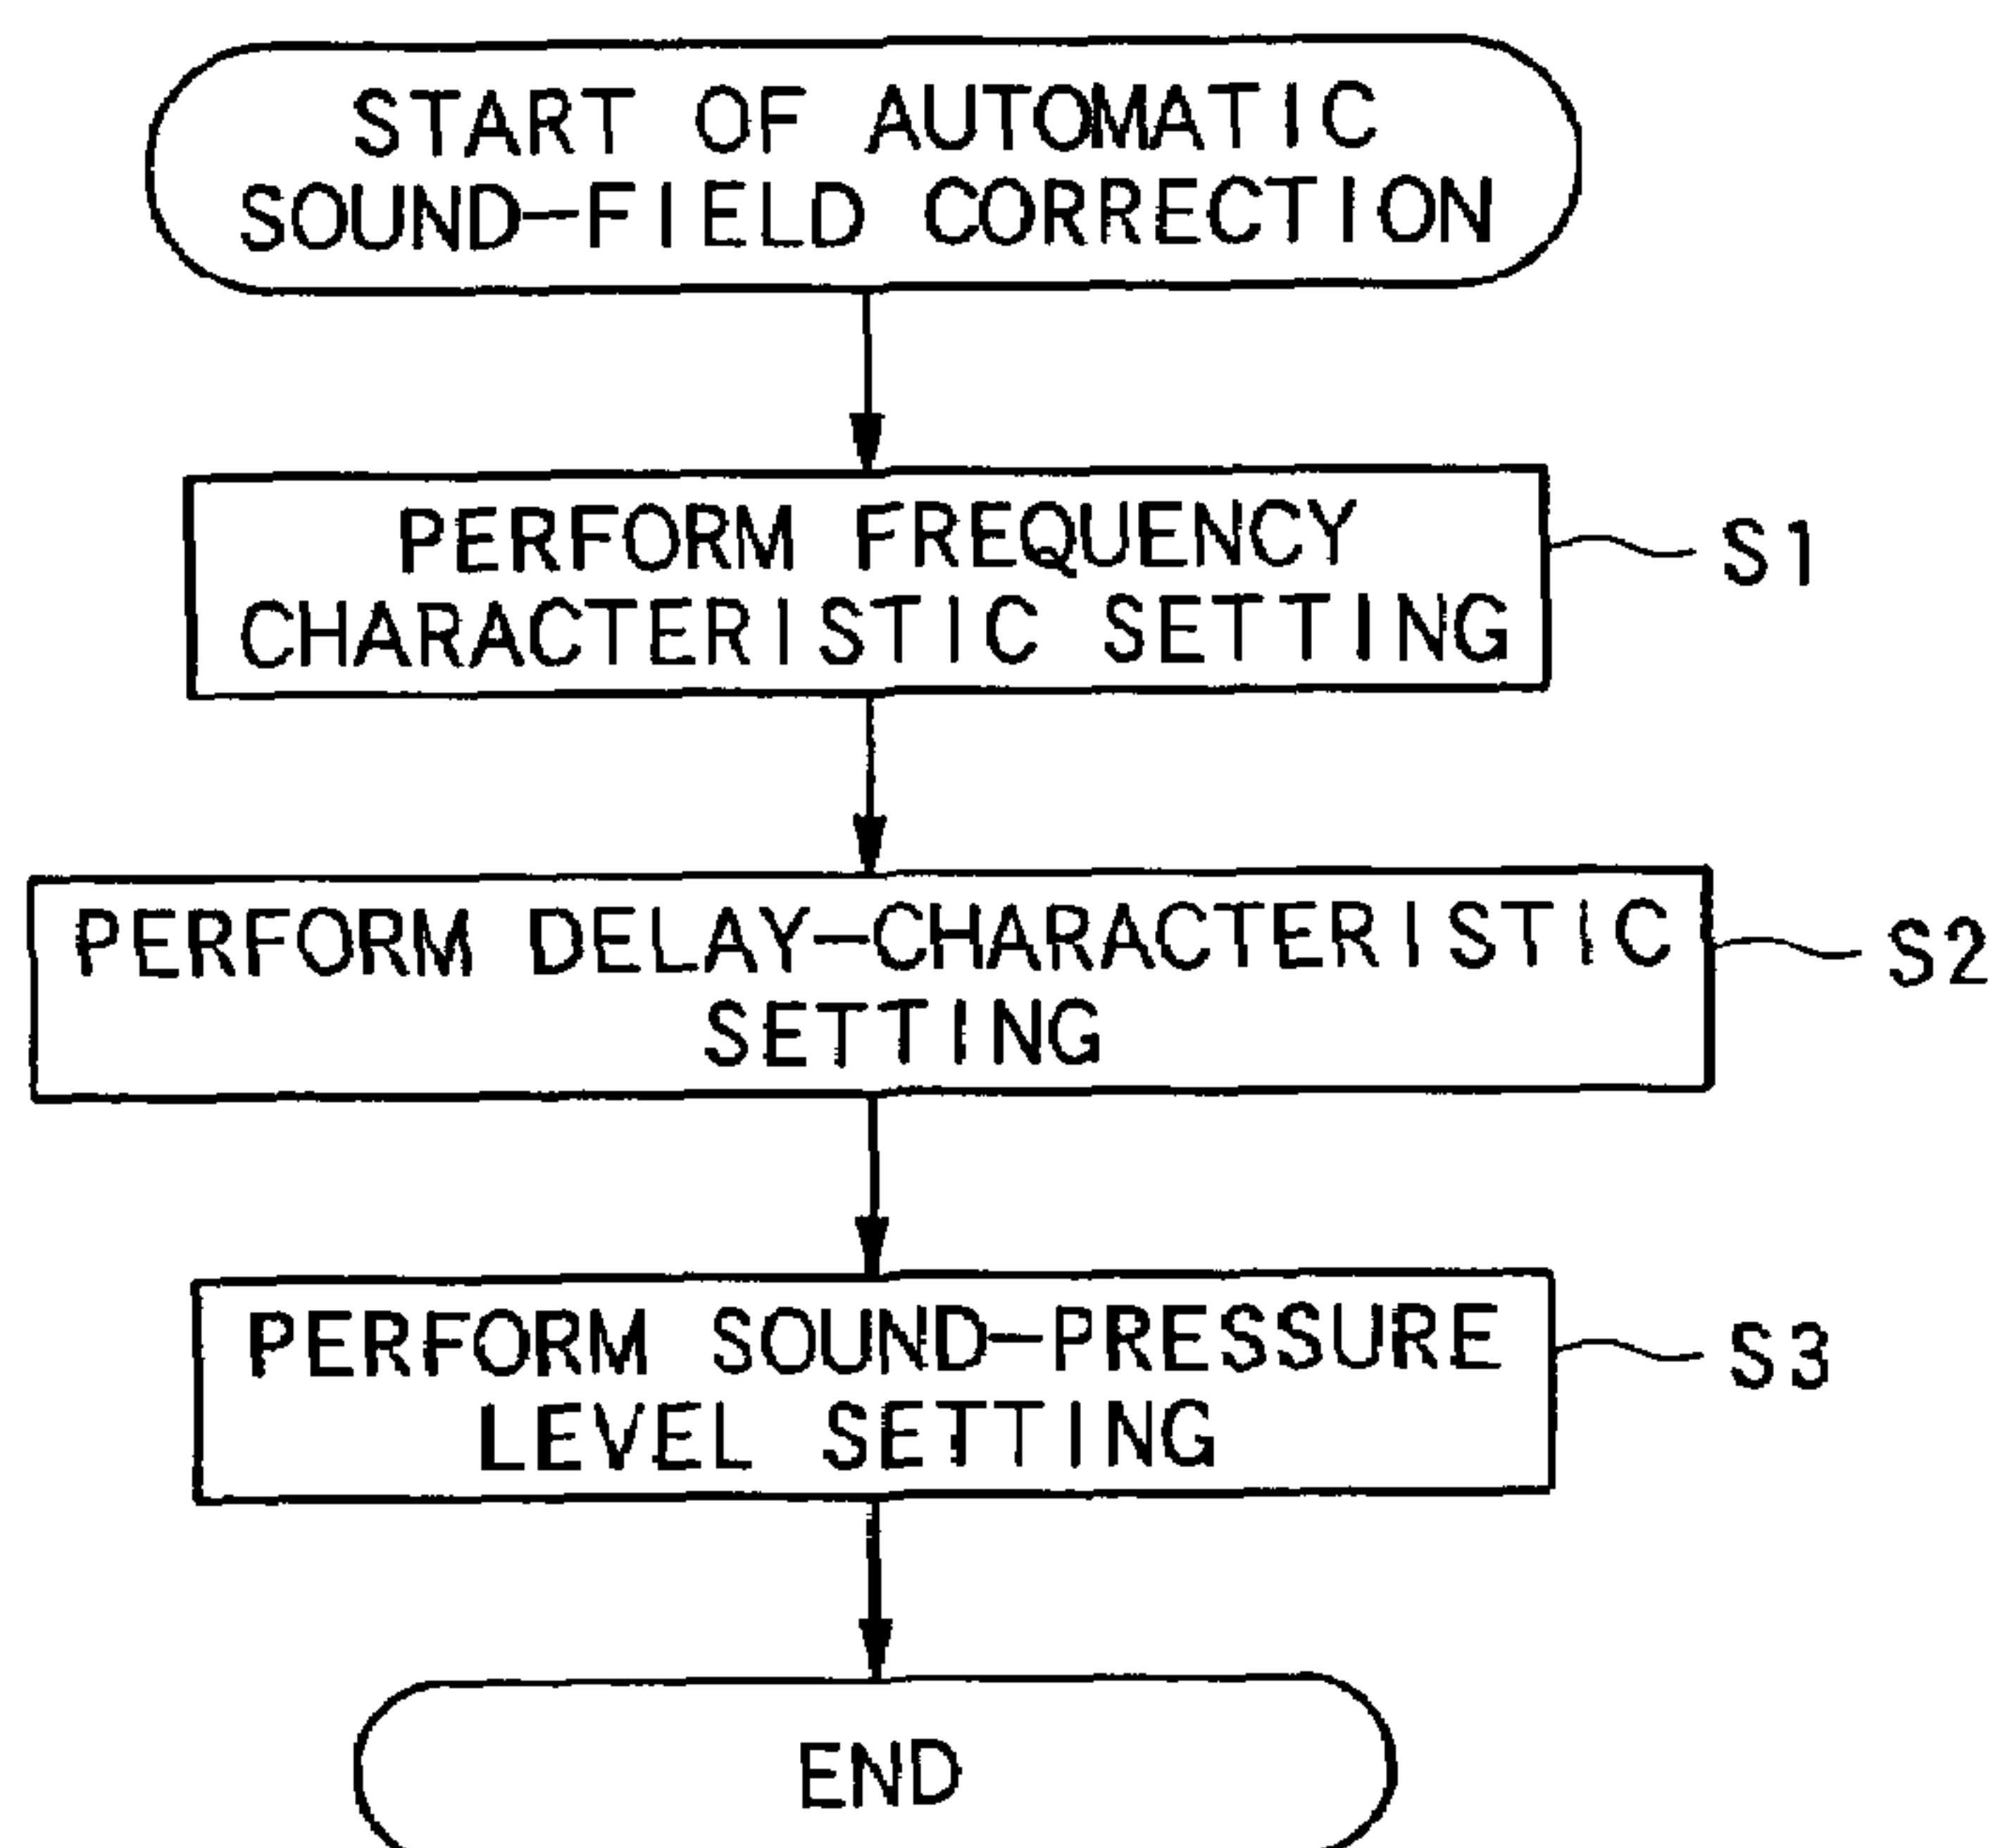 START OF AUTOMATIC
SOUND-FIELD CORRECTION
PERFORM FREQUENCY
CHARACTERISTIC SETTING
S1
PERFORM DELAY-CHARACTERISTIC
SETTING
S2
PERFORM SOUND-PRESSURE
LEVEL SETTING
S3
END